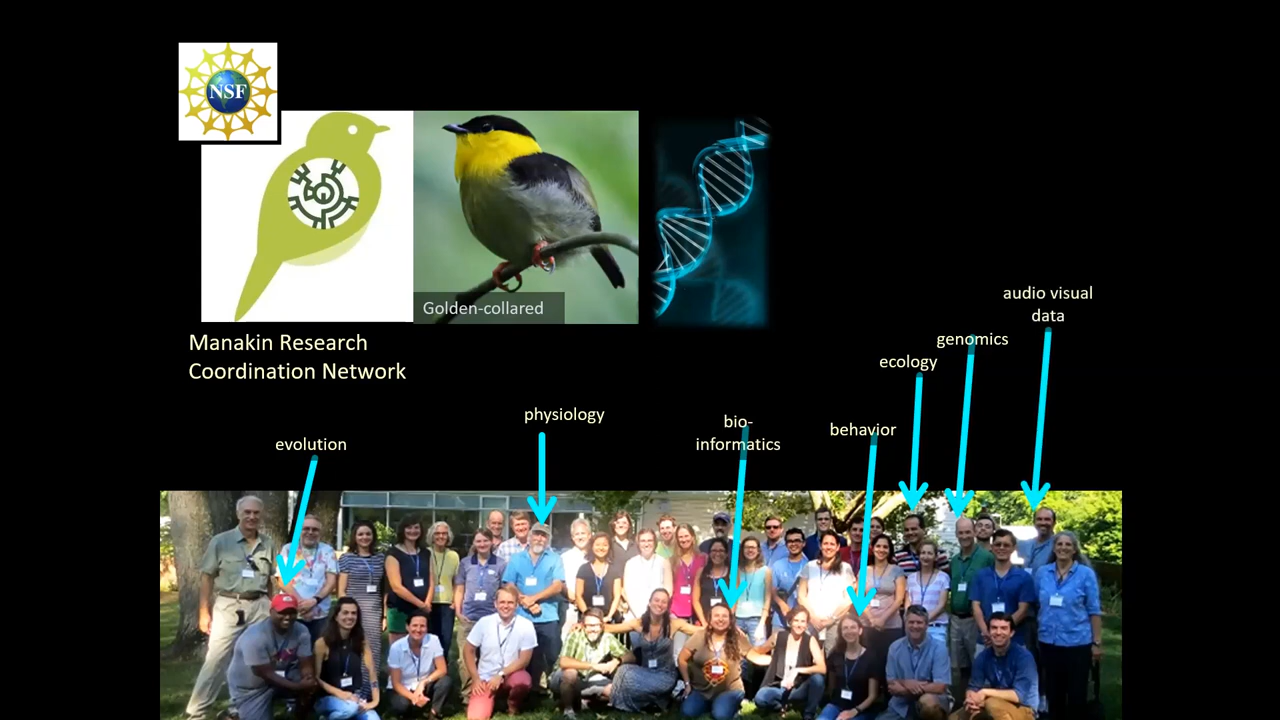 NSF
Golden-collared
Manakin Research
Coordination Network
audio visual
data
genomics
ecology
physiology
bio-
informatics
behavior
evolution